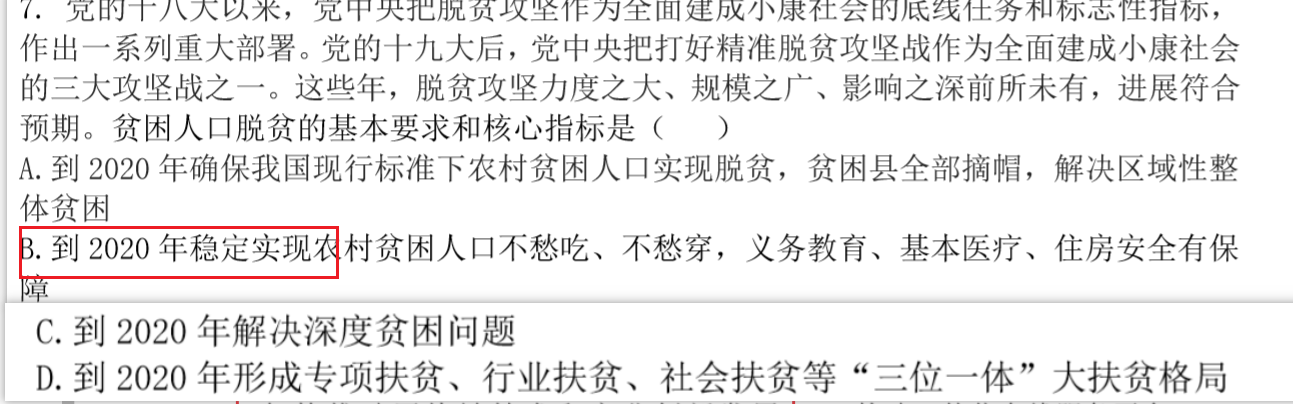 7. 党的十八大以来，党中央把脱贫攻坚作为全面建成小康社会的底线任务和标志性指标，
作出一系列重大部署。党的十九大后，党中央把打好精准脱贫攻坚战作为全面建成小康社会
的三大攻坚战之一。这些年，脱贫攻坚力度之大、规模之广、影响之深前所未有，进展符合
预期。贫困人口脱贫的基本要求和核心指标是（ ）
A.到 2020 年确保我国现行标准下农村贫困人口实现脱贫，贫困县全部摘帽，解决区域性整
体贫困
B.到 2020 年稳定实现农村贫困人口不愁吃、不愁穿，义务教育、基本医疗、住房安全有保
障
C.到 2020 年解决深度贫困问题
D.到 2020 年形成专项扶贫、行业扶贫、社会扶贫等“三位一体”大扶贫格局